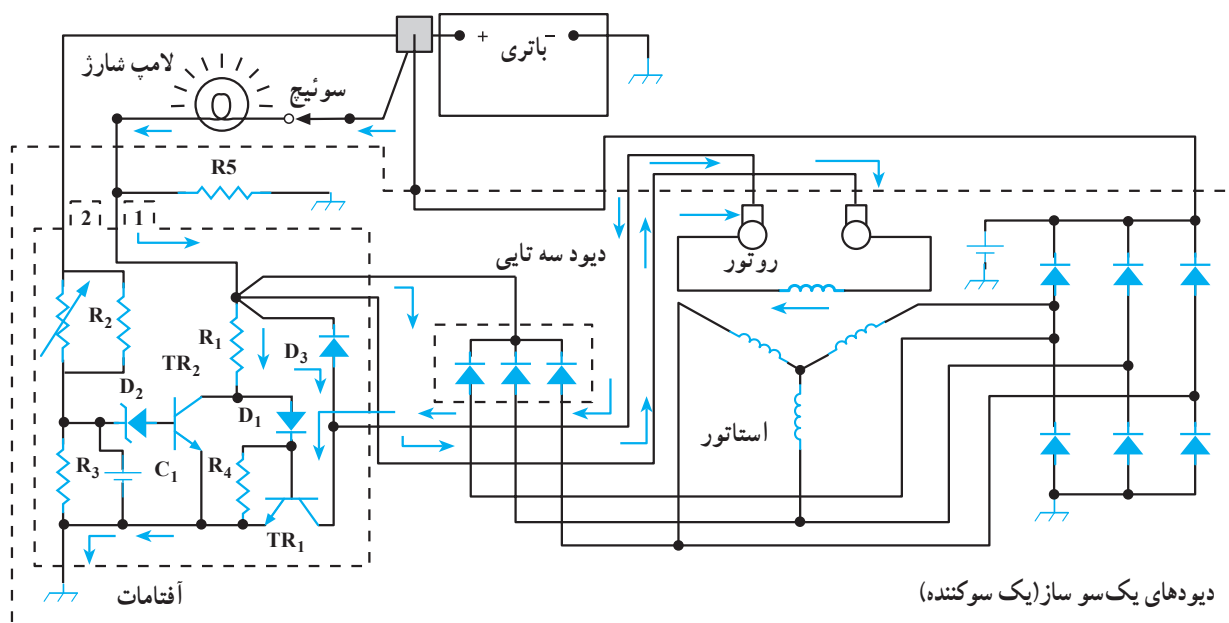 + باتری −
لامپ شارژ
سوئیچ
R5
2
1
دیود سه تایی
روتور
R2
R1
TR2
D3
D2
D1
استاتور
R3
C1
R4
TR1
آفتامات
دیودهای یک‌سو ساز(یک سوکننده)